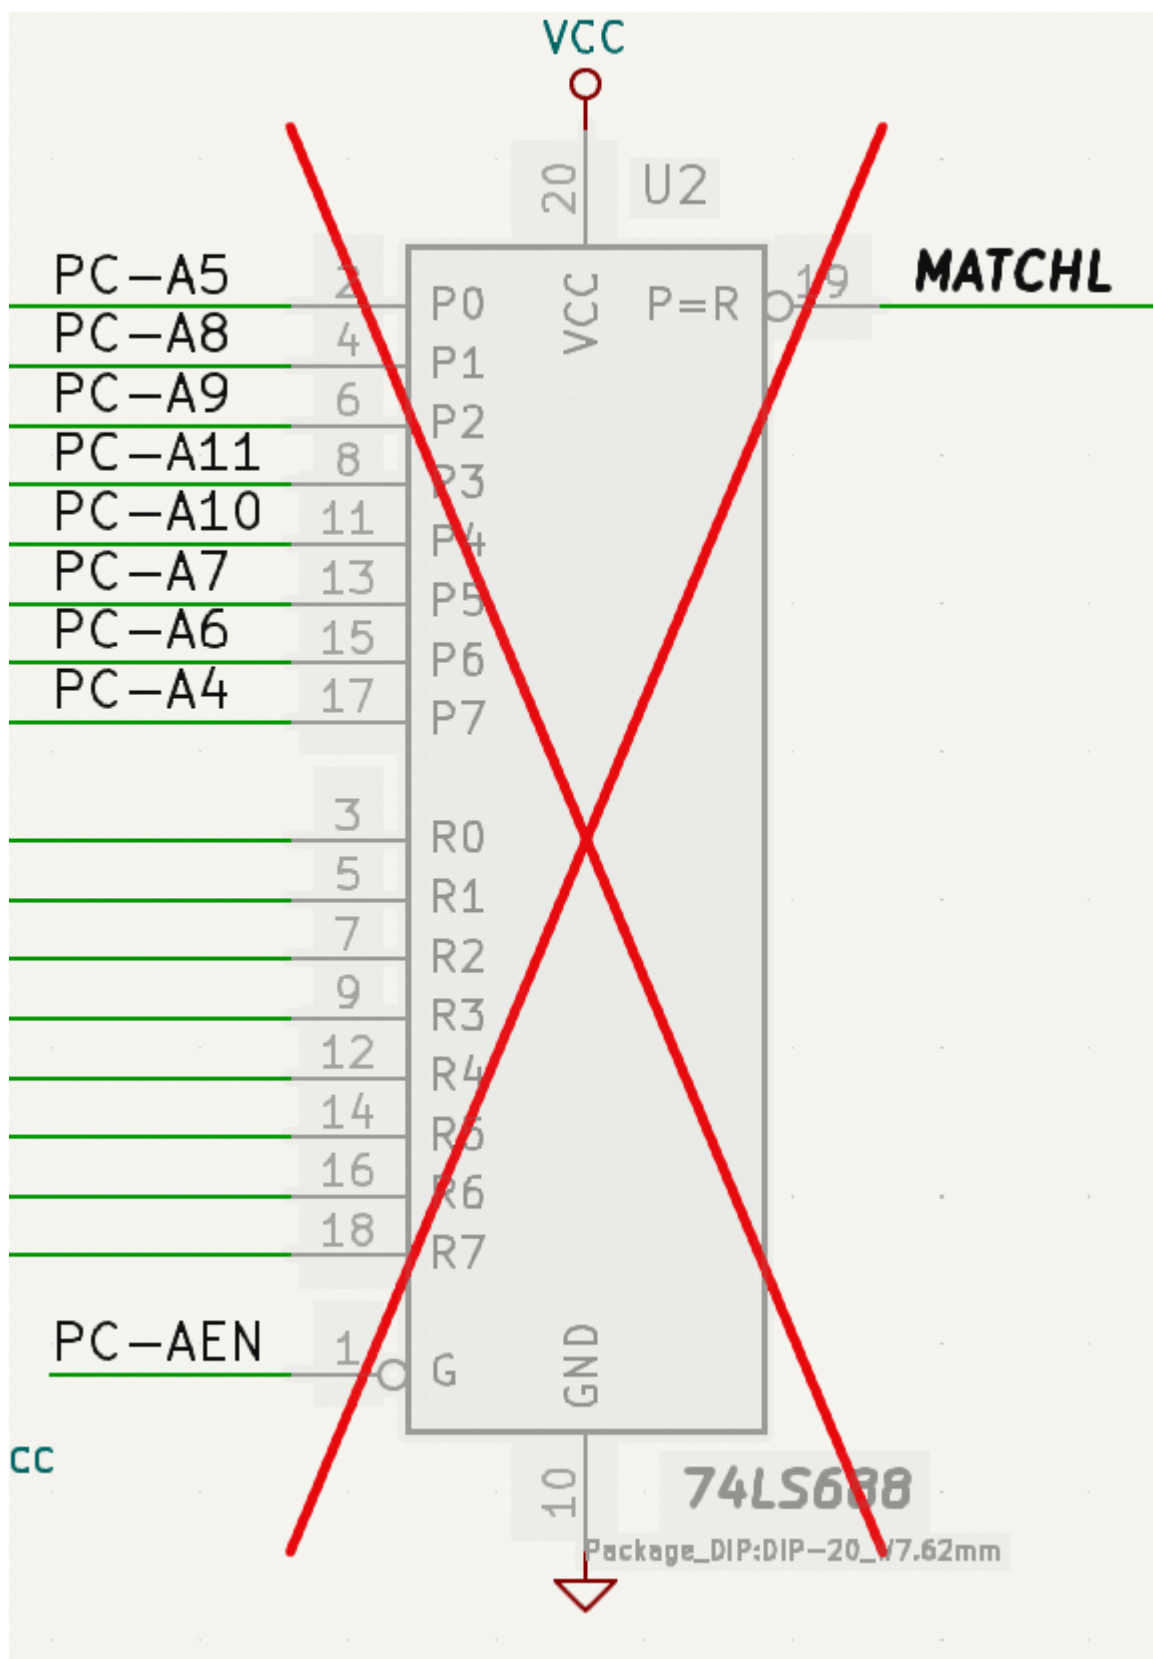 VCC
20
U2
PC-A5
2
P0
VCC
P=R
19
MATCHL
PC-A8
4
P1
PC-A9
6
P2
PC-A11
8
P3
PC-A10
11
P4
PC-A7
13
P5
PC-A6
15
P6
PC-A4
17
P7
3
R0
5
R1
7
R2
9
R3
12
R4
14
R5
16
R6
18
R7
PC-AEN
1
G
GND
CC
10
74LS688
Package_DIP:DIP-20_W7.62mm